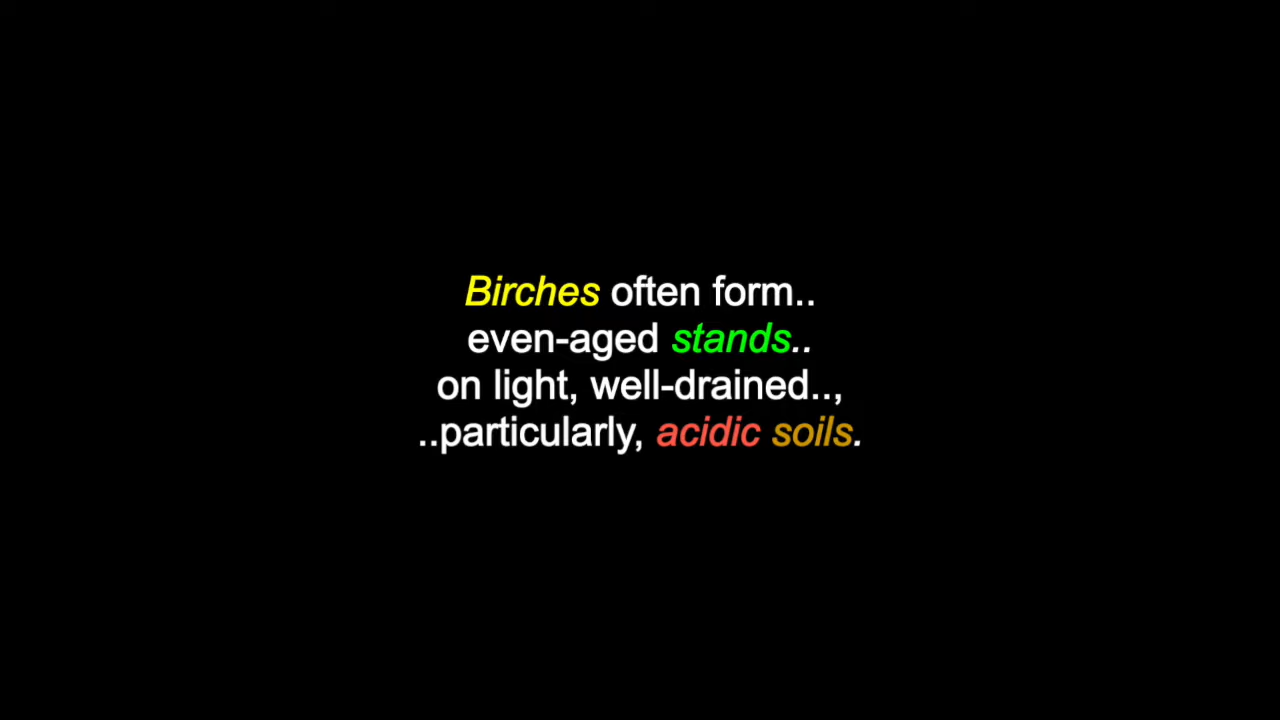 Birches often form..
even-aged stands..
on light, well-drained..,
..particularly, acidic soils.